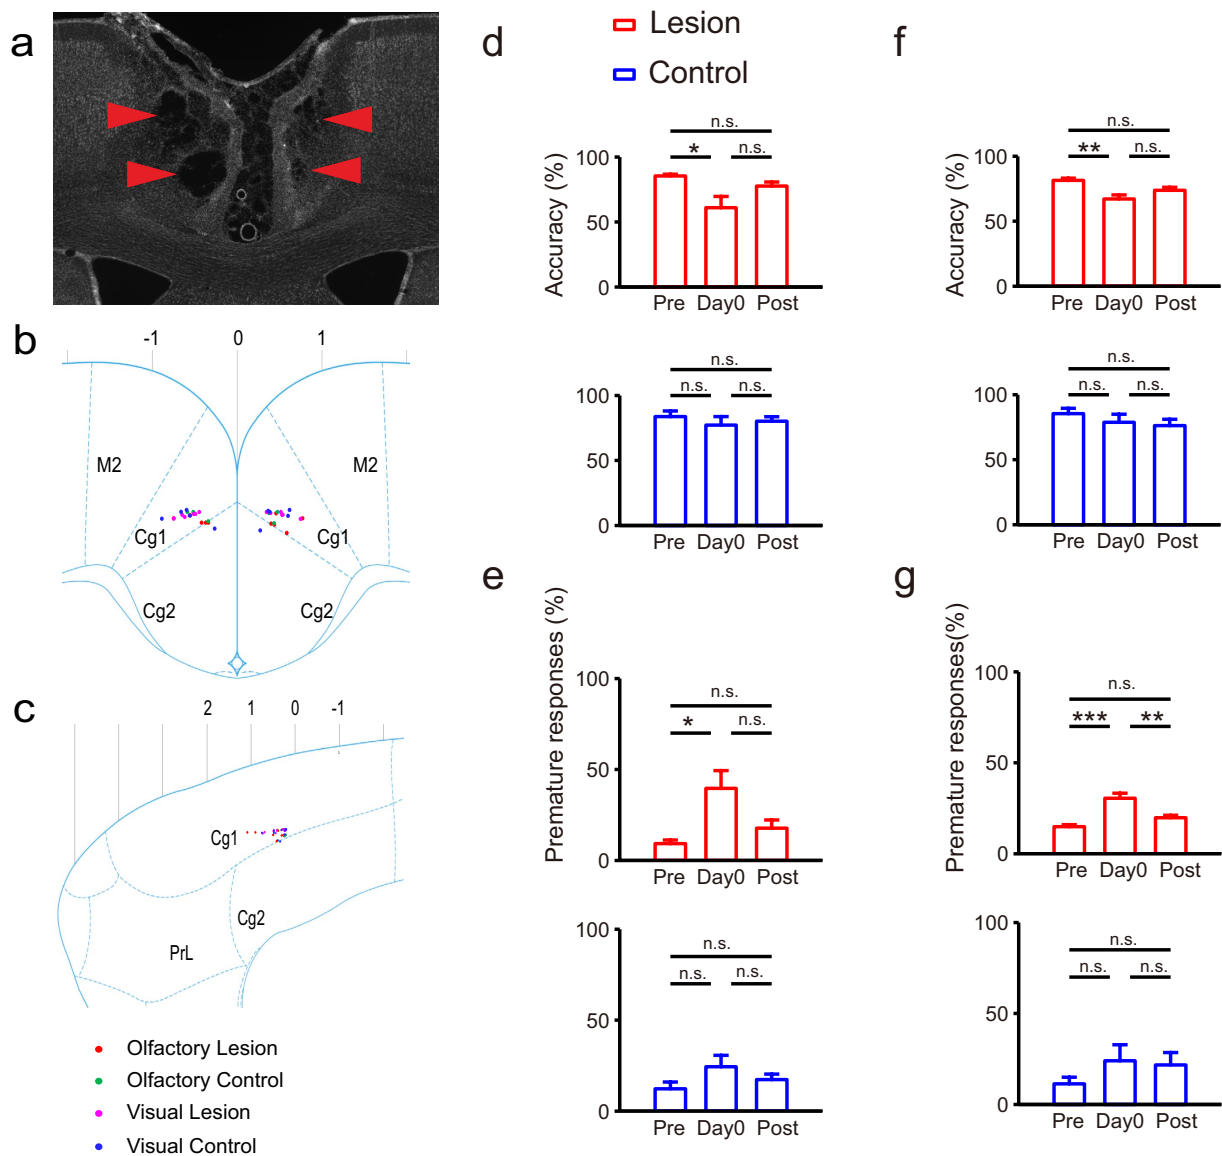 a
b
-1 0 1
M2 M2
Cg1 Cg1
Cg2 Cg2
c
2 1 0 -1
Cg1
Cg2
PrL
Olfactory Lesion
Olfactory Control
Visual Lesion
Visual Control
Lesion
Control
d
Accuracy (%)
n.s.
* n.s.
100
50
0
Pre Day0 Post
n.s.
n.s. n.s.
100
50
0
Pre Day0 Post
e
Premature responses (%)
n.s.
* n.s.
100
50
0
Pre Day0 Post
n.s.
n.s. n.s.
100
50
0
Pre Day0 Post
f
Accuracy (%)
n.s.
** n.s.
100
50
0
Pre Day0 Post
n.s.
n.s. n.s.
100
50
0
Pre Day0 Post
g
Premature responses(%)
n.s.
*** **
100
50
0
Pre Day0 Post
n.s.
n.s. n.s.
100
50
0
Pre Day0 Post